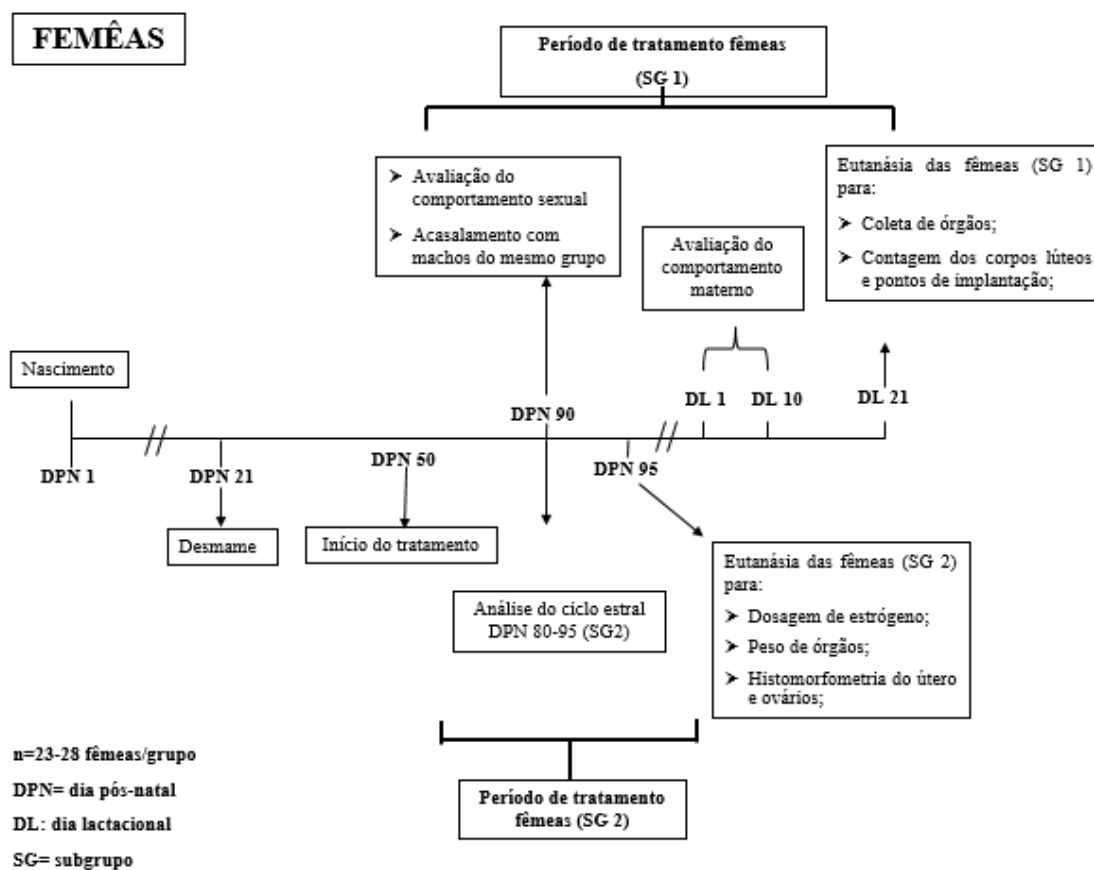 FEMÊAS
Período de tratamento fêmeas
(SG 1)
➤ Avaliação do
comportamento sexual
➤ Acasalamento com
machos do mesmo grupo
Avaliação do
comportamento
materno
Eutanásia das fêmeas (SG 1)
para:
➤ Coleta de órgãos;
➤ Contagem dos corpos lúteos
e pontos de implantação;
Nascimento
DPN 1
DPN 21
DPN 50
DPN 90
DPN 95
DL 1
DL 10
DL 21
Desmame
Início do tratamento
Análise do ciclo estral
DPN 80-95 (SG2)
Eutanásia das fêmeas (SG 2)
para:
➤ Dosagem de estrógeno;
➤ Peso de órgãos;
➤ Histomorfometria do útero
e ovários;
Período de tratamento
fêmeas (SG 2)
n=23-28 fêmeas/grupo
DPN= dia pós-natal
DL: dia lactacional
SG= subgrupo